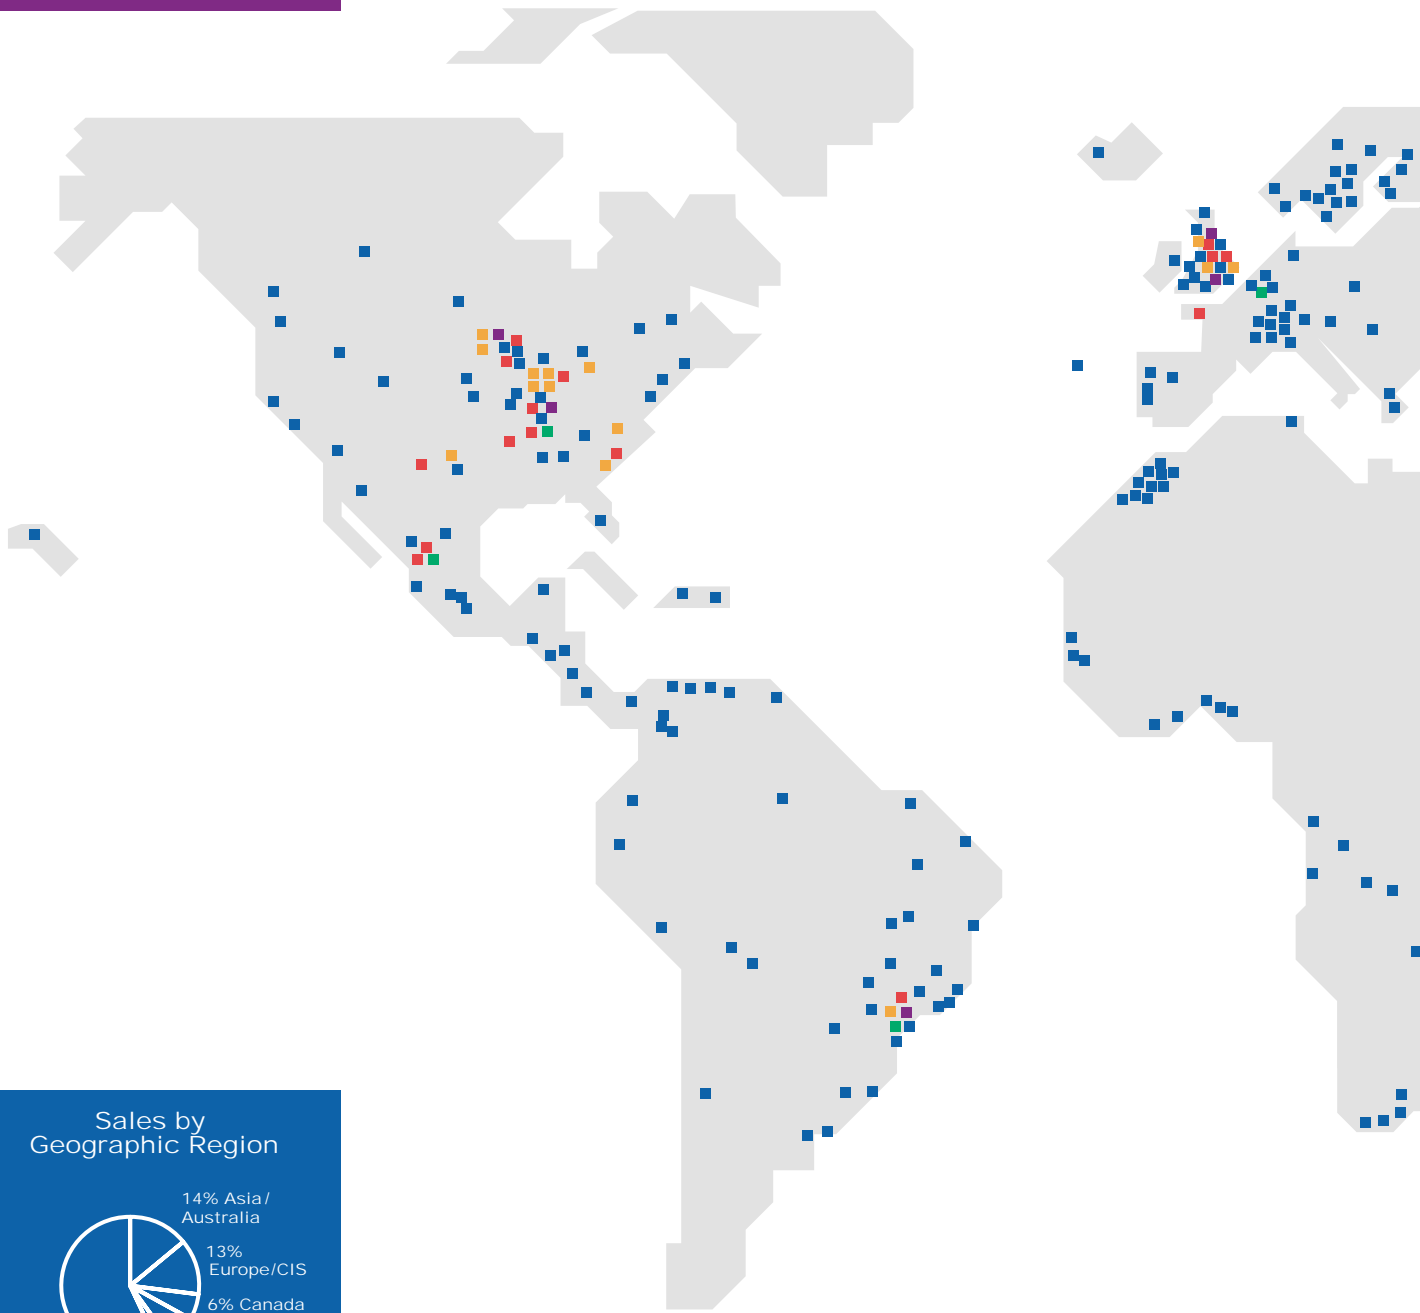 Sales by
Geographic Region
14% Asia/
Australia
13%
Europe/CIS
6% Canada